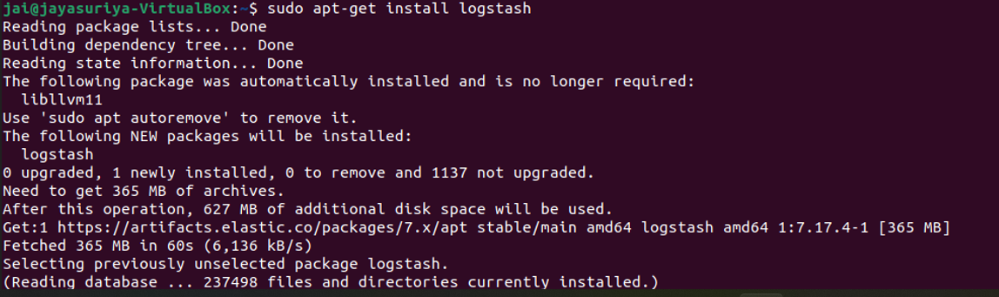 jai@jayasuriya-VirtualBox:~$ sudo apt-get install logstash
Reading package lists... Done
Building dependency tree... Done
Reading state information... Done
The following package was automatically installed and is no longer required:
  libllvm11
Use 'sudo apt autoremove' to remove it.
The following NEW packages will be installed:
  logstash
0 upgraded, 1 newly installed, 0 to remove and 1137 not upgraded.
Need to get 365 MB of archives.
After this operation, 627 MB of additional disk space will be used.
Get:1 https://artifacts.elastic.co/packages/7.x/apt stable/main amd64 logstash amd64 1:7.17.4-1 [365 MB]
Fetched 365 MB in 60s (6,136 kB/s)
Selecting previously unselected package logstash.
(Reading database ... 237498 files and directories currently installed.)